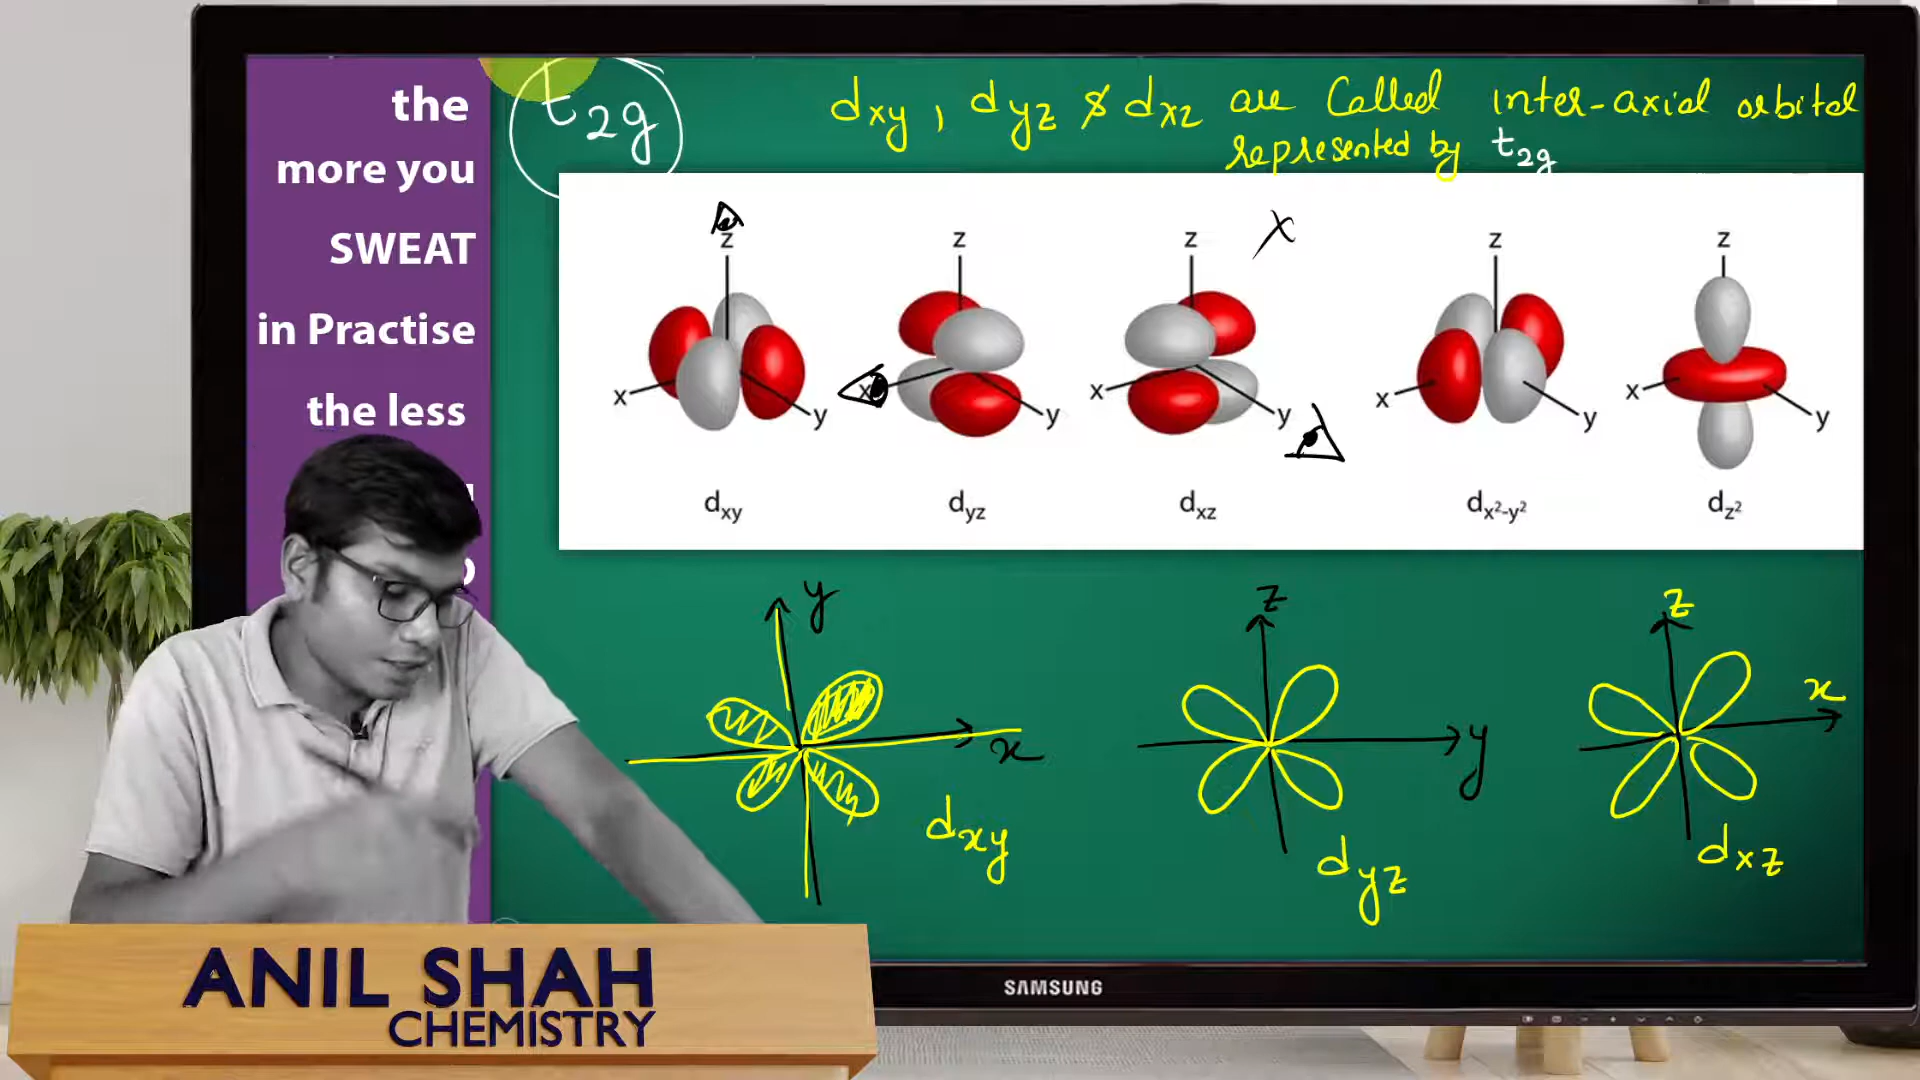 the
more you
SWEAT
in Practise
the less
t2g
dxy, dyz & dxz are Called inter-axial orbital
represented by t2g
z
z
z
x
z
z
x
y
x
y
x
y
x
y
x
y
dxy
dyz
dxz
dx²-y²
dz²
y
x
dxy
z
y
dyz
z
x
dxz
ANIL SHAH
CHEMISTRY
SAMSUNG